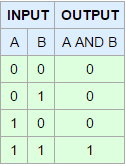 INPUT OUTPUT
A B A AND B
0 0 0
0 1 0
1 0 0
1 1 1